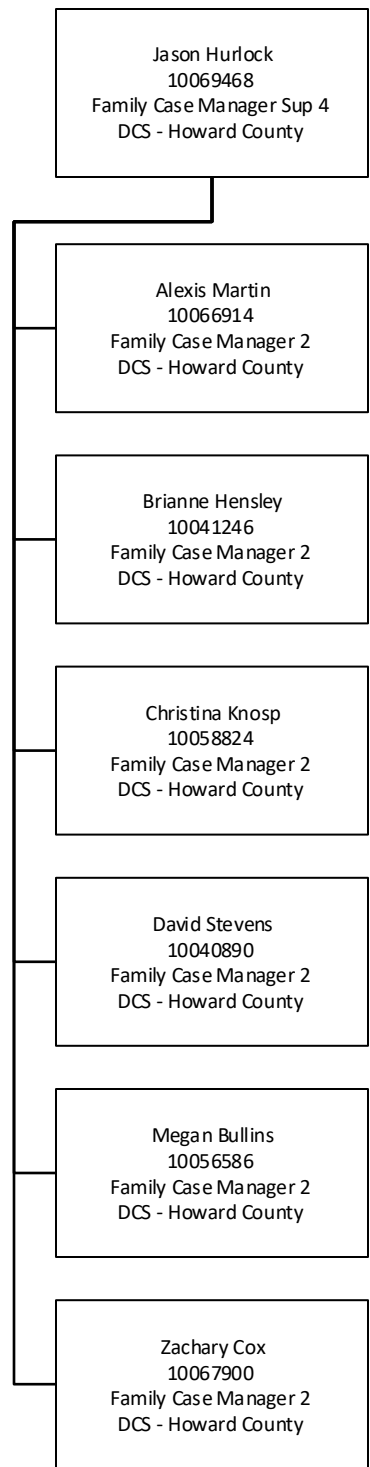 Jason Hurlock
10069468
Family Case Manager Sup 4
DCS - Howard County
Alexis Martin
10066914
Family Case Manager 2
DCS - Howard County
Brianne Hensley
10041246
Family Case Manager 2
DCS - Howard County
Christina Knosp
10058824
Family Case Manager 2
DCS - Howard County
David Stevens
10040890
Family Case Manager 2
DCS - Howard County
Megan Bullins
10056586
Family Case Manager 2
DCS - Howard County
Zachary Cox
10067900
Family Case Manager 2
DCS - Howard County